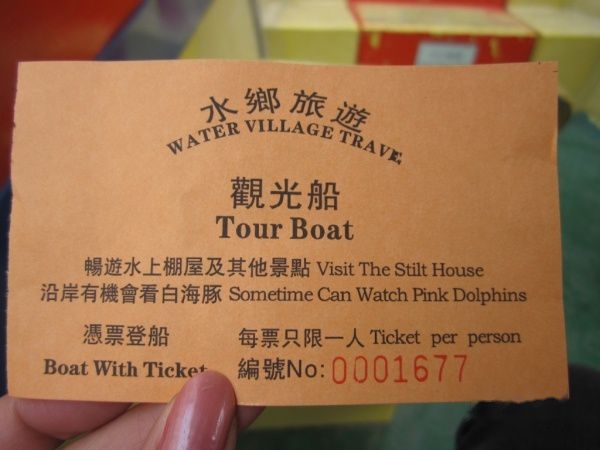 水鄉旅遊
WATER VILLAGE TRAVE
觀光船
Tour Boat
暢遊水上棚屋及其他景點 Visit The Stilt House
沿岸有機會看白海豚 Sometime Can Watch Pink Dolphins
憑票登船 每票只限一人 Ticket per person
Boat With Ticket 編號No: 0001677